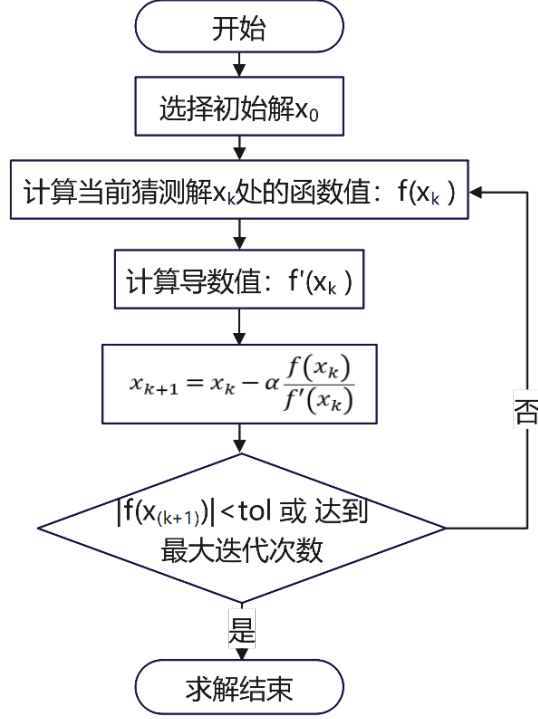 开始
选择初始解x₀
计算当前猜测解xₖ处的函数值：f(xₖ )
计算导数值：f'(xₖ )
xₖ₊₁ = xₖ − α f(xₖ)/f′(xₖ)
|f(x₍ₖ₊₁₎)|<tol 或 达到
最大迭代次数
否
是
求解结束